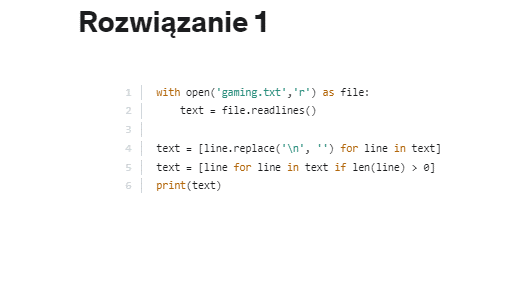 Rozwiązanie 1
1 with open('gaming.txt','r') as file:
2     text = file.readlines()
3
4 text = [line.replace('\n', '') for line in text]
5 text = [line for line in text if len(line) > 0]
6 print(text)